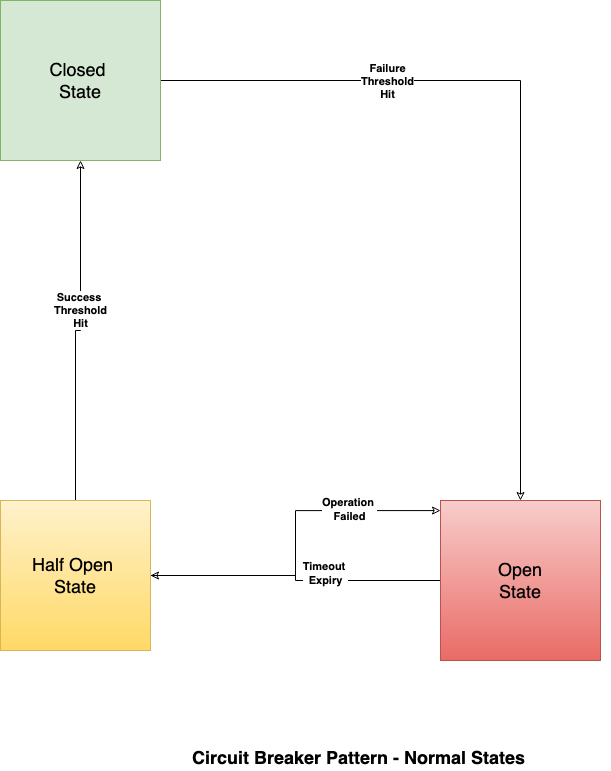 Closed
State
Failure
Threshold
Hit
Success
Threshold
Hit
Operation
Failed
Half Open
State
Timeout
Expiry
Open
State
Circuit Breaker Pattern - Normal States